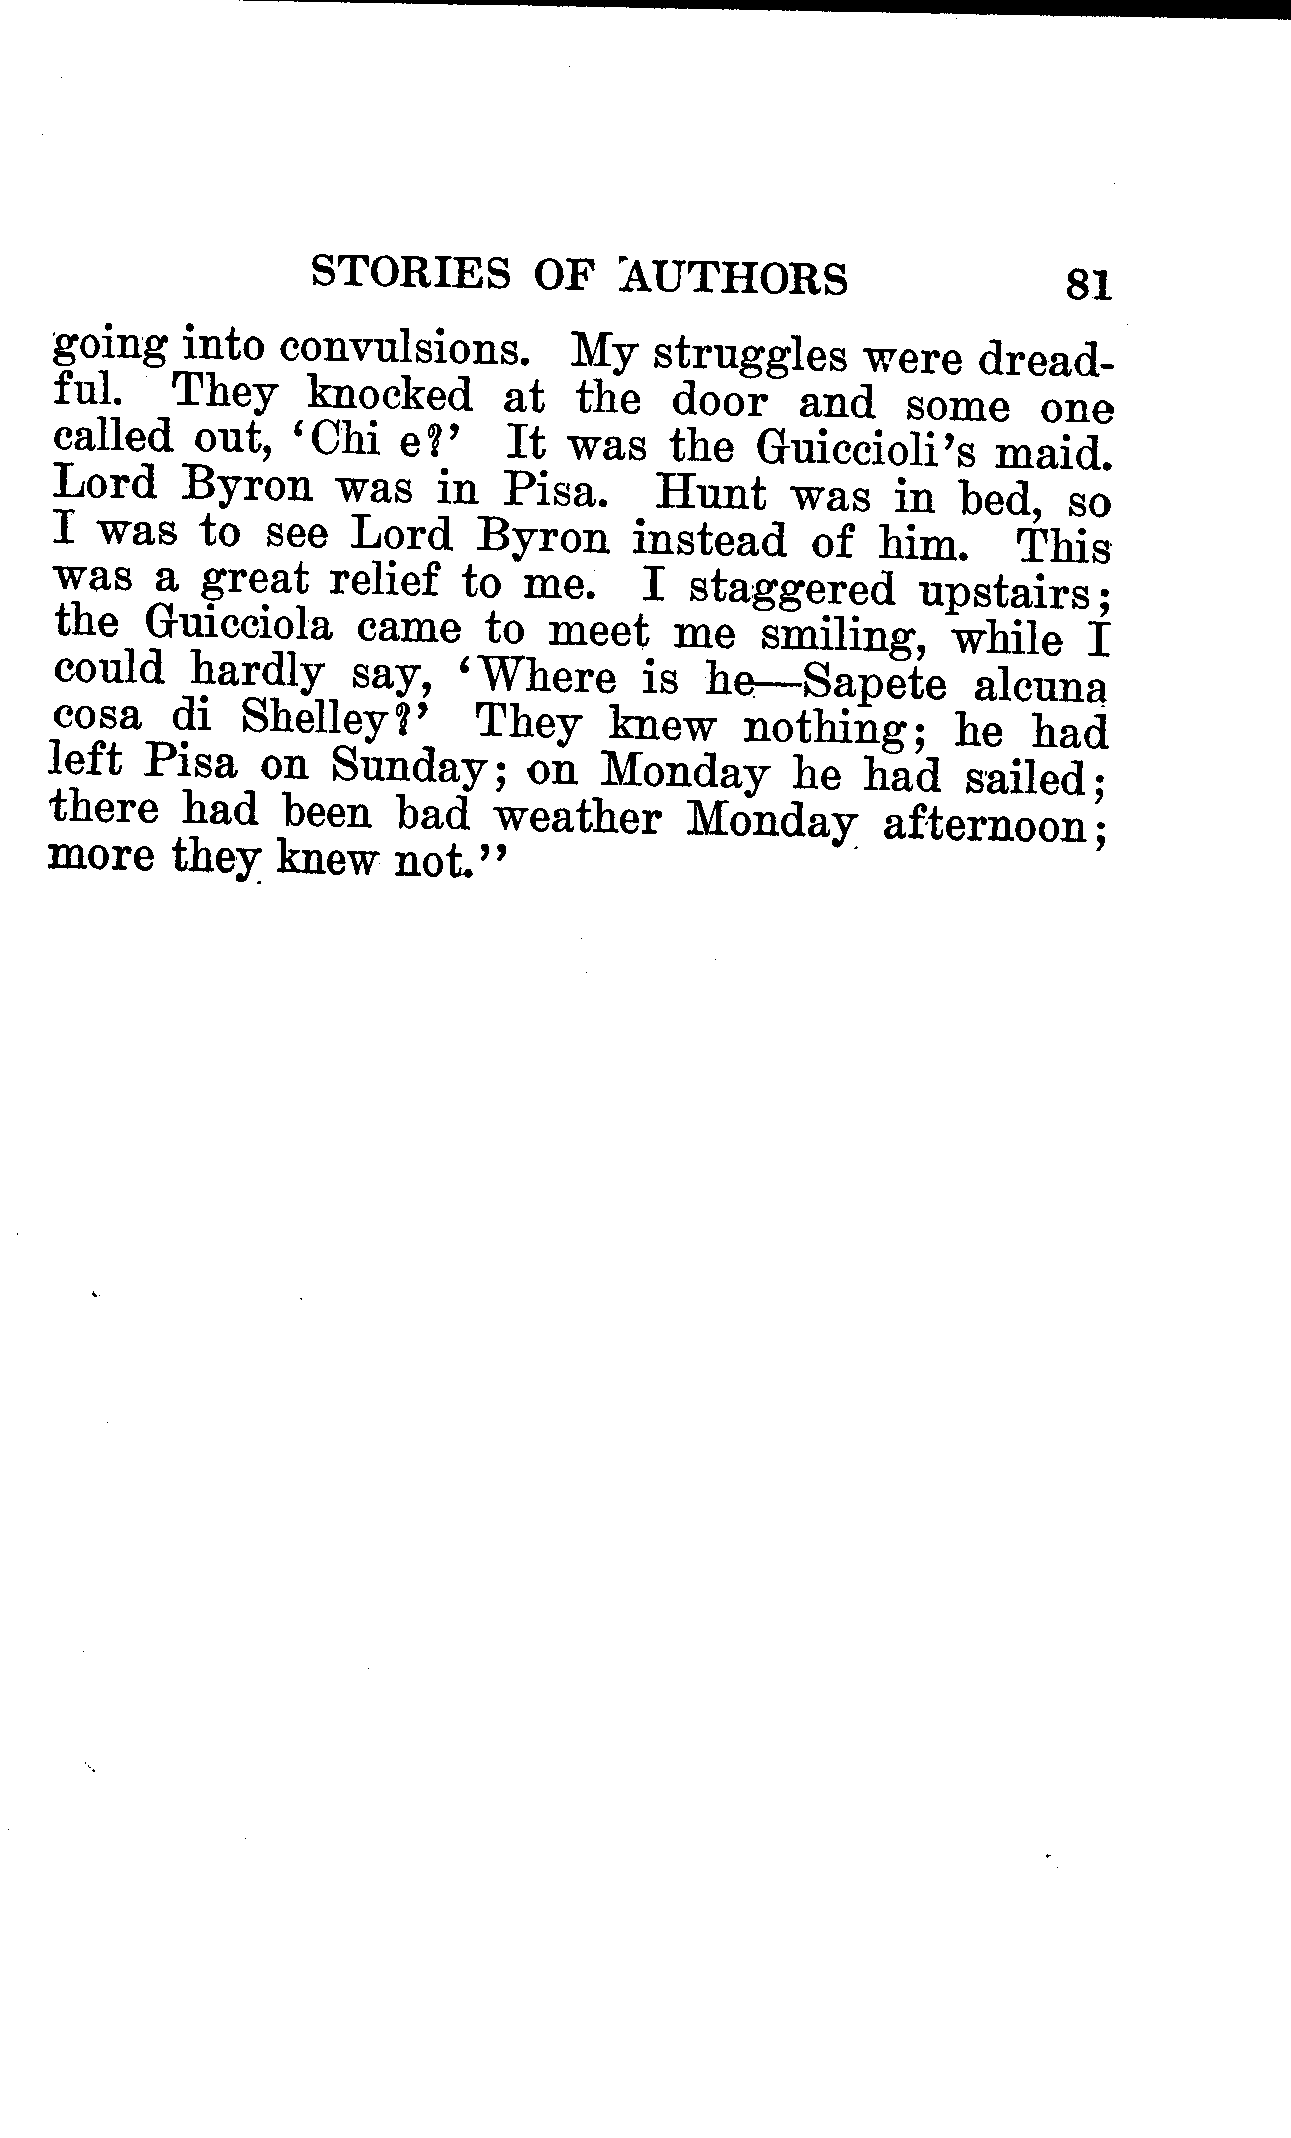 STORIES OF AUTHORS 81
going into convulsions. My struggles were dread-
ful. They knocked at the door and some one
called out, ‘Chi e?’ It was the Guiccioli’s maid.
Lord Byron was in Pisa. Hunt was in bed, so
I was to see Lord Byron instead of him. This
was a great relief to me. I staggered upstairs;
the Guicciola came to meet me smiling, while I
could hardly say, ‘Where is he—Sapete alcuna
cosa di Shelley?’ They knew nothing; he had
left Pisa on Sunday; on Monday he had sailed;
there had been bad weather Monday afternoon;
more they knew not.”